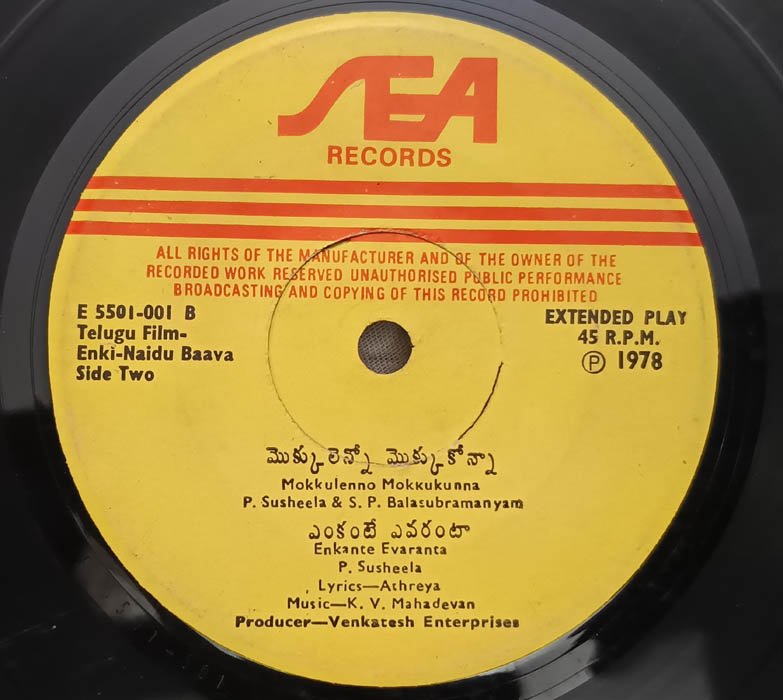 SEA
RECORDS
ALL RIGHTS OF THE MANUFACTURER AND OF THE OWNER OF THE
RECORDED WORK RESERVED UNAUTHORISED PUBLIC PERFORMANCE
BROADCASTING AND COPYING OF THIS RECORD PROHIBITED
E 5501-001 B
Telugu Film-
Enki-Naidu Baava
Side Two
EXTENDED PLAY
45 R.P.M.
Ⓟ 1978
మొక్కులెన్నో మొక్కుకోన్నా
Mokkulenno Mokkukunna
P. Susheela & S. P. Balasubramanyam
ఎంకంటే ఎవరంటా
Enkante Evaranta
P. Susheela
Lyrics—Athreya
Music—K. V. Mahadevan
Producer—Venkatesh Enterprises